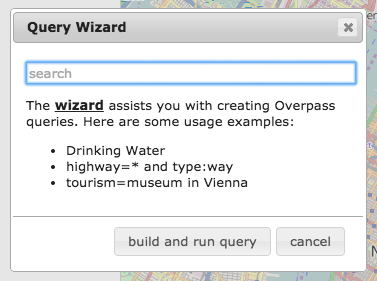 Query Wizard
search
The wizard assists you with creating Overpass
queries. Here are some usage examples:
• Drinking Water
• highway=* and type:way
• tourism=museum in Vienna
build and run query
cancel